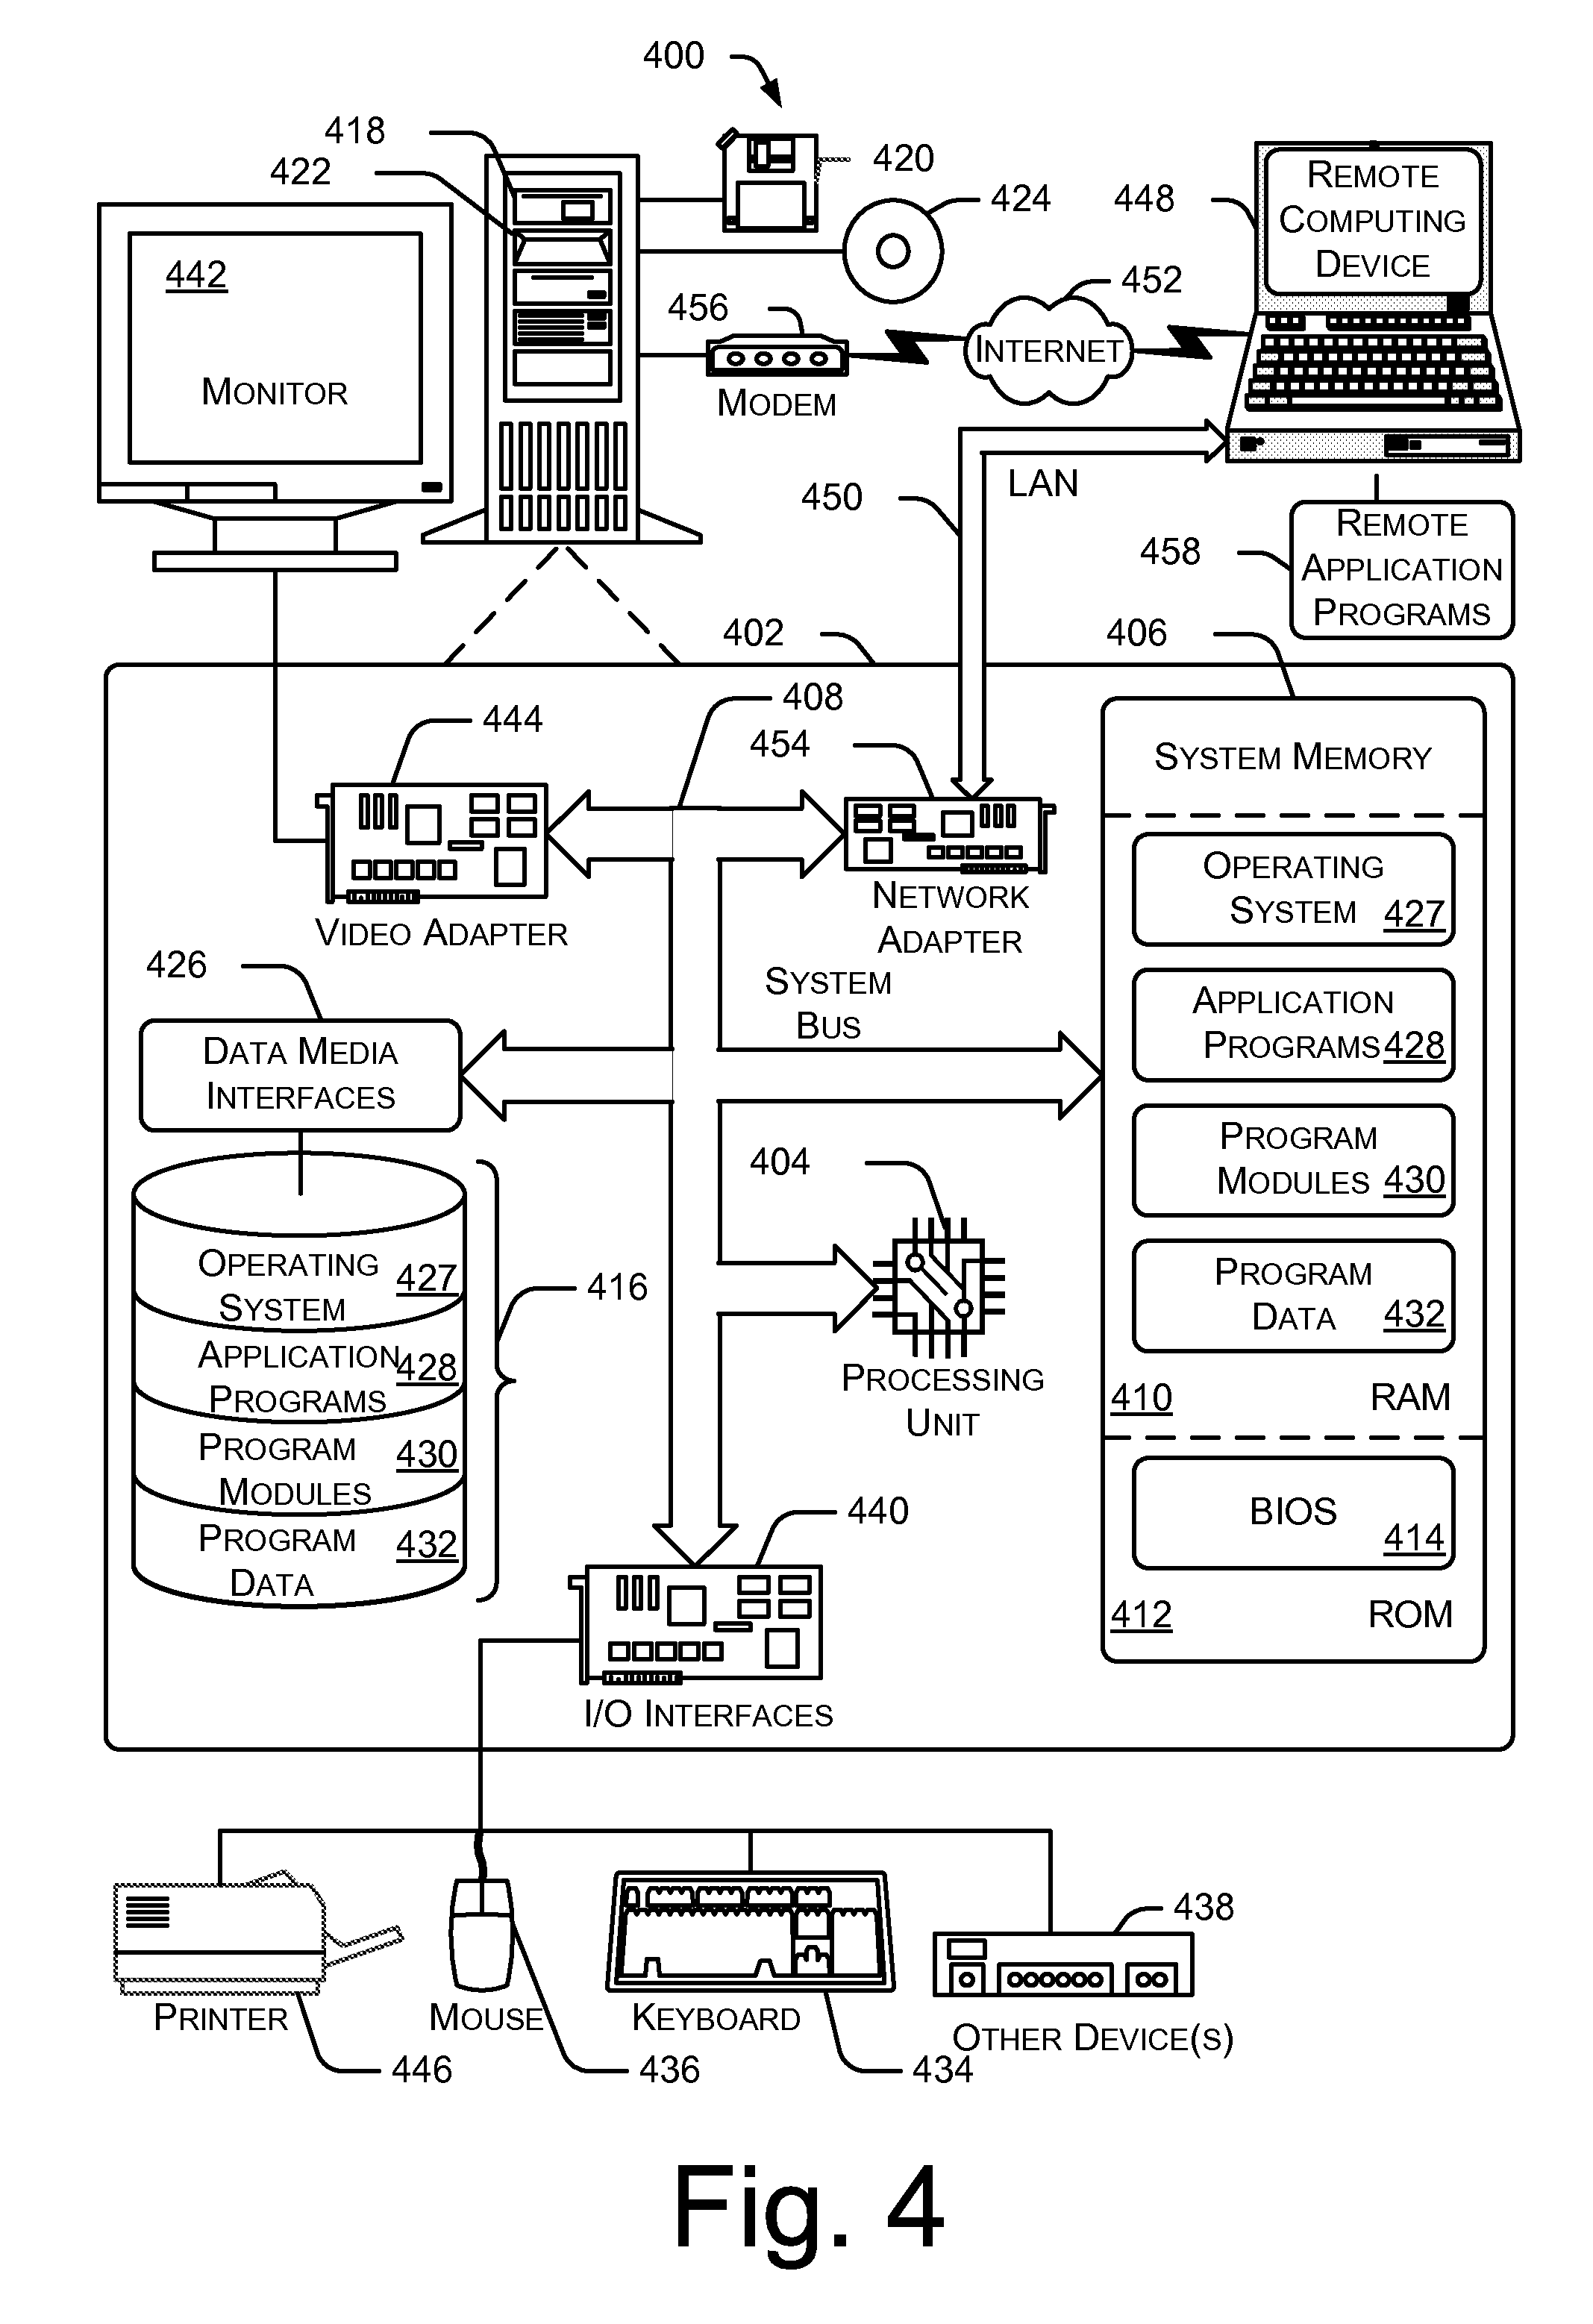 400
418
420
422
424
448
REMOTE
COMPUTING
DEVICE
442
MONITOR
456
MODEM
452
INTERNET
LAN
450
458
REMOTE
APPLICATION
PROGRAMS
402
406
408
444
VIDEO ADAPTER
454
NETWORK
ADAPTER
SYSTEM
BUS
SYSTEM MEMORY
OPERATING
SYSTEM 427
APPLICATION
PROGRAMS 428
PROGRAM
MODULES 430
PROGRAM
DATA 432
410 RAM
BIOS
414
412 ROM
426
DATA MEDIA
INTERFACES
OPERATING
SYSTEM 427
APPLICATION
PROGRAMS 428
PROGRAM
MODULES 430
PROGRAM
DATA 432
416
404
PROCESSING
UNIT
440
I/O INTERFACES
PRINTER
446
MOUSE
436
KEYBOARD
434
438
OTHER DEVICE(S)
Fig. 4